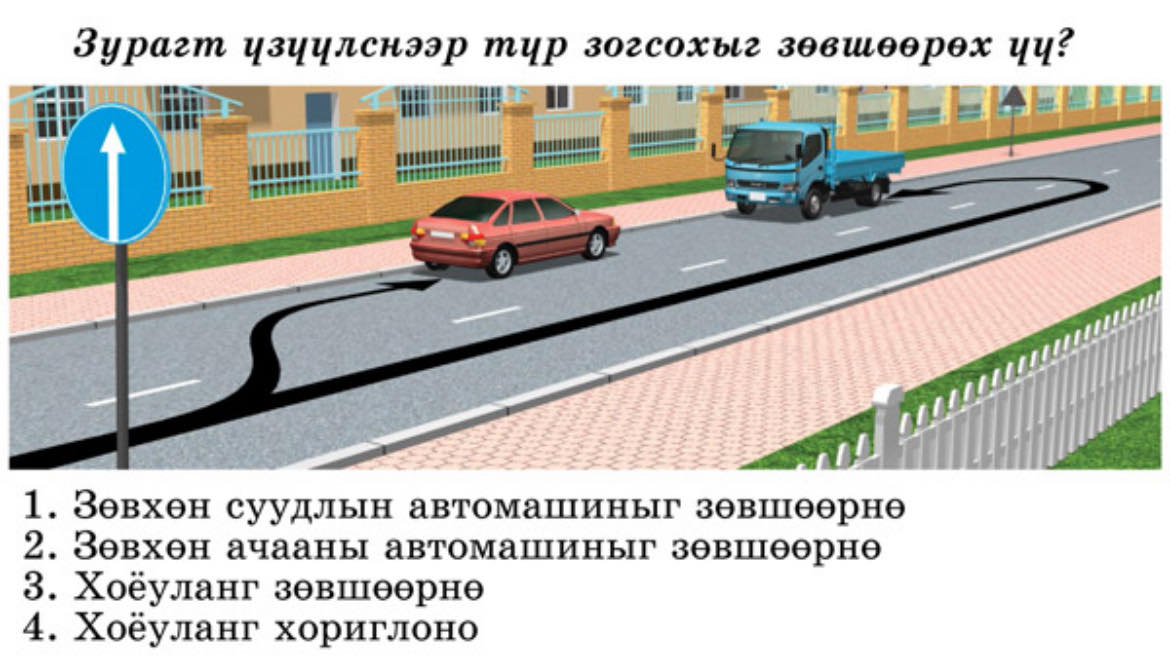 Зурагт үзүүлснээр түр зогсохыг зөвшөөрөх үү?
1. Зөвхөн суудлын автомашиныг зөвшөөрнө
2. Зөвхөн ачааны автомашиныг зөвшөөрнө
3. Хоёуланг зөвшөөрнө
4. Хоёуланг хориглоно